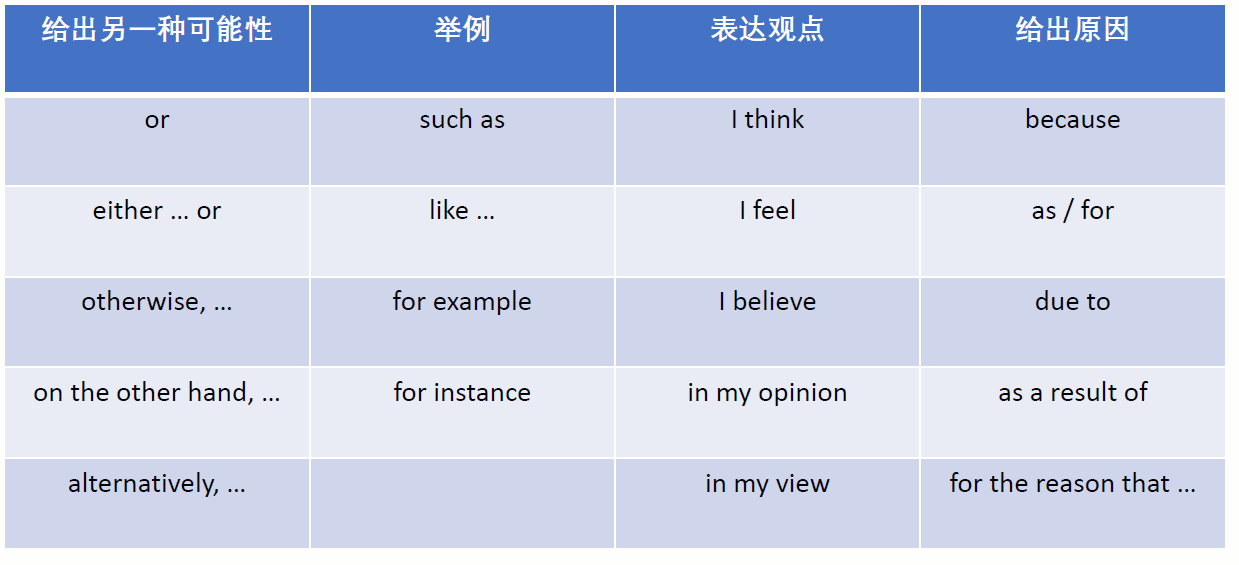 给出另一种可能性 举例 表达观点 给出原因
or such as I think because
either … or like … I feel as / for
otherwise, … for example I believe due to
on the other hand, … for instance in my opinion as a result of
alternatively, … in my view for the reason that …